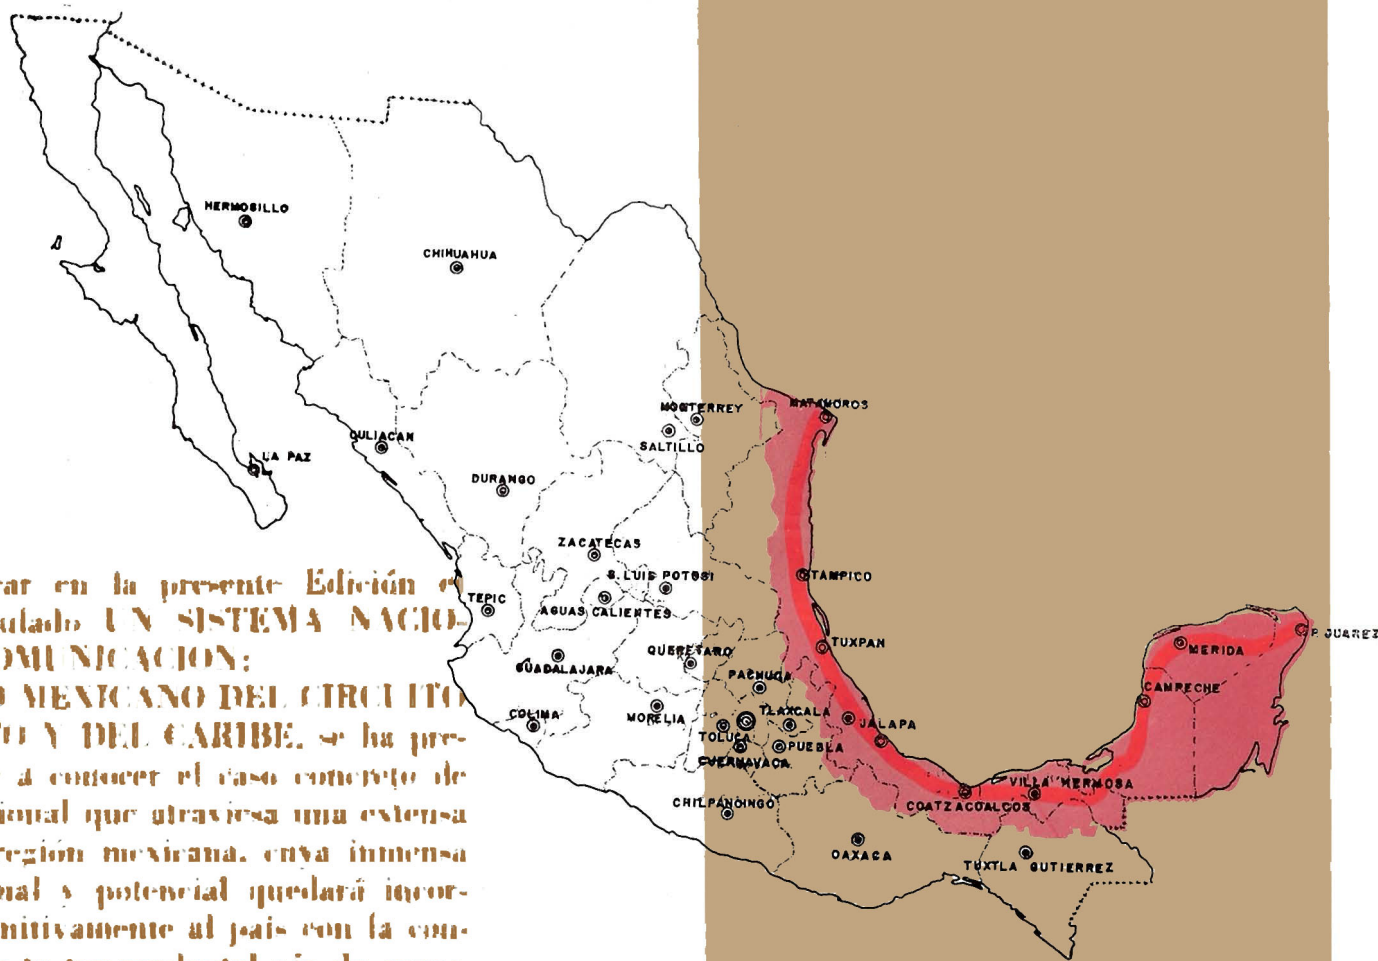 HERMOSILLO
CHIHUAHUA
MONTERREY
MATAMOROS
CULIACAN
SALTILLO
LA PAZ
DURANGO
ZACATECAS
S. LUIS POTOSI
TAMPICO
TEPIC
AGUAS CALIENTES
TUXPAN
P. JUAREZ
QUERETARO
MERIDA
GUADALAJARA
PACHUCA
CAMPECHE
COLIMA
MORELIA
TLAXCALA
JALAPA
TOLUCA
PUEBLA
CUERNAVACA
VILLA HERMOSA
CHILPANCINGO
COATZACOALCOS
OAXACA
TUXTLA GUTIERREZ
ar en la presente Edición
ulado UN SISTEMA NACIO-
OMUNICACION:
O MEXICANO DEL CIRCUITO
O Y DEL CARIBE, se ha pre-
a conocer el caso concreto de
ional que atraviesa una extensa
región mexicana, cuya inmensa
nal y potencial quedará incor-
nitivamente al país con la con-